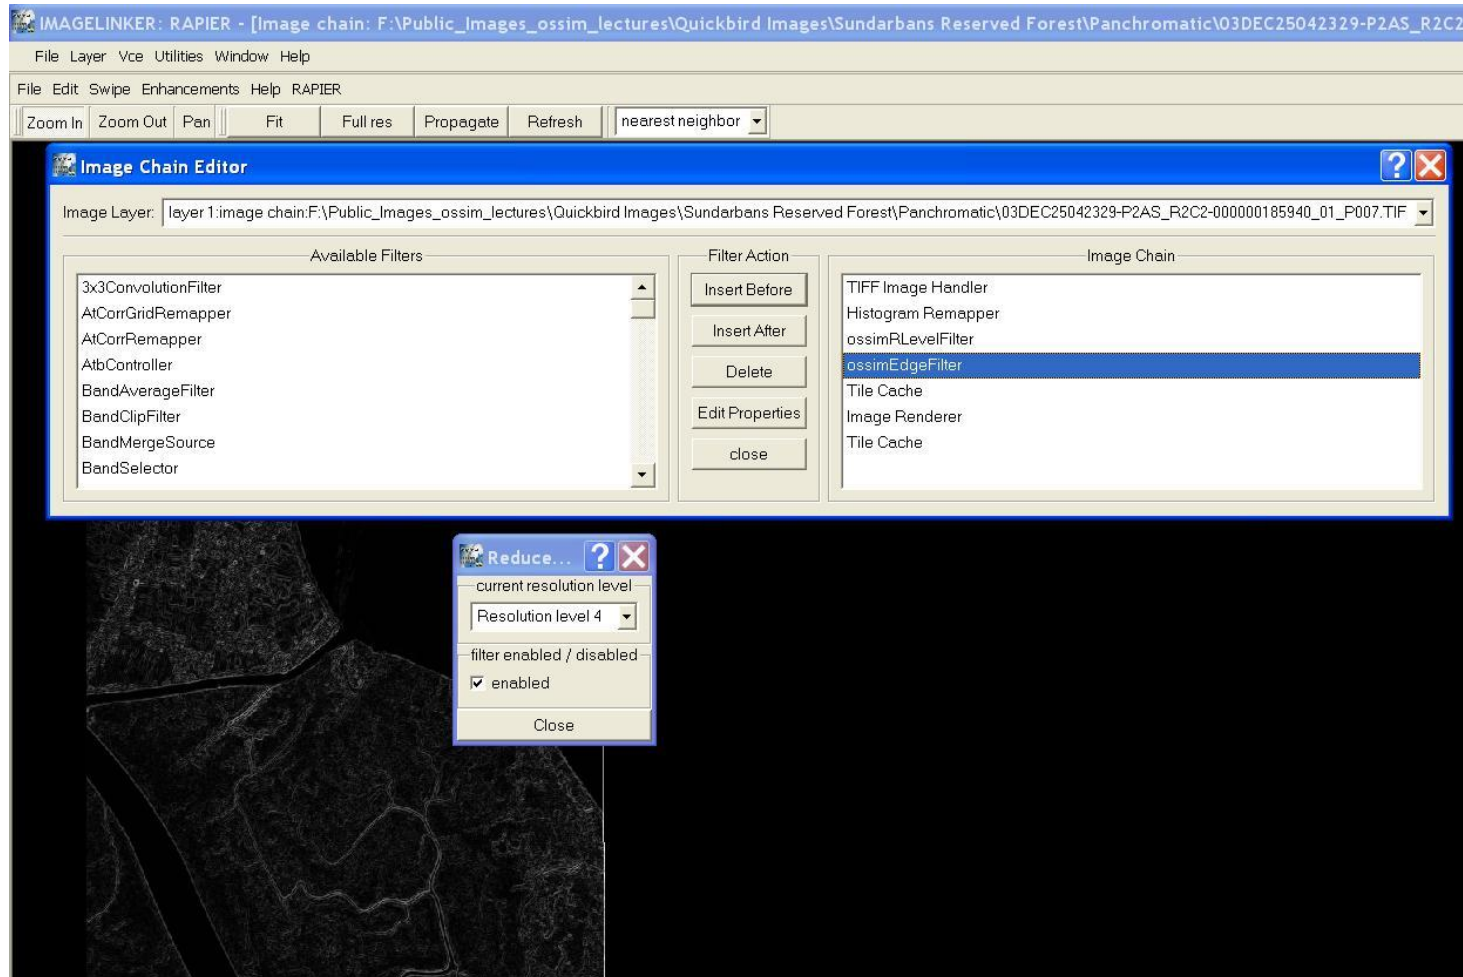 IMAGELINKER: RAPIER - [Image chain: F:\Public_Images_ossim_lectures\Quickbird Images\Sundarbans Reserved Forest\Panchromatic\03DEC25042329-P2AS_R2C2
File Layer Vce Utilities Window Help
File Edit Swipe Enhancements Help RAPIER
Zoom In Zoom Out Pan Fit Full res Propagate Refresh nearest neighbor
Image Chain Editor
Image Layer: layer 1:image chain:F:\Public_Images_ossim_lectures\Quickbird Images\Sundarbans Reserved Forest\Panchromatic\03DEC25042329-P2AS_R2C2-000000185940_01_P007.TIF
Available Filters
3x3ConvolutionFilter
AtCorrGridRemapper
AtCorrRemapper
AtbController
BandAverageFilter
BandClipFilter
BandMergeSource
BandSelector
Filter Action
Insert Before
Insert After
Delete
Edit Properties
close
Image Chain
TIFF Image Handler
Histogram Remapper
ossimRLevelFilter
ossimEdgeFilter
Tile Cache
Image Renderer
Tile Cache
Reduce...
current resolution level
Resolution level 4
filter enabled / disabled
enabled
Close